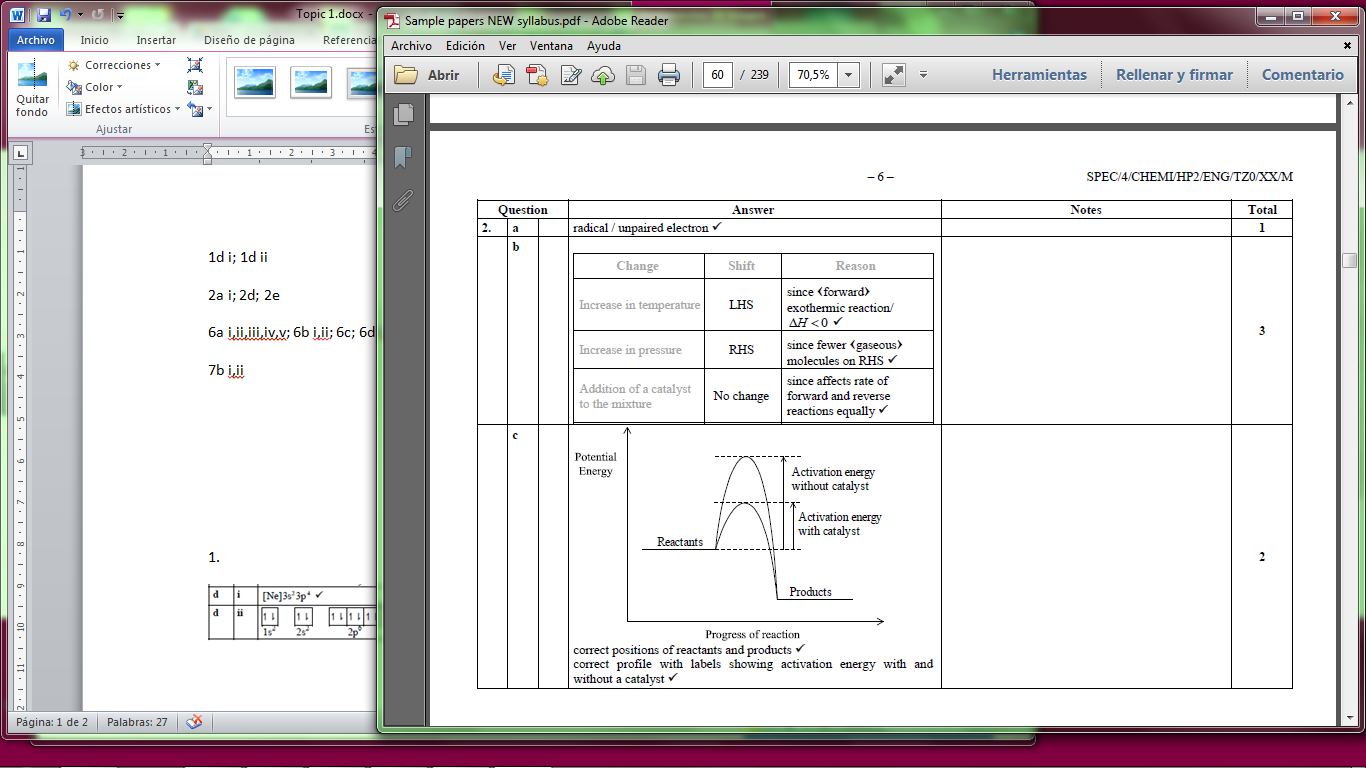 Topic 1.docx -
Archivo
Inicio
Insertar
Diseño de página
Referencia
Quitar
fondo
Correcciones
Color
Efectos artísticos
Ajustar
3 2 1 1 2 3
1d i; 1d ii
2a i; 2d; 2e
6a i,ii,iii,iv,v; 6b i,ii; 6c; 6d
7b i,ii
1.
d i [Ne]3s²3p⁴ ✓
d ii
1s² 2s² 2p⁶
Página: 1 de 2
Palabras: 27
Sample papers NEW syllabus.pdf - Adobe Reader
Archivo Edición Ver Ventana Ayuda
Abrir
60 / 239
70,5%
Herramientas
Rellenar y firmar
Comentario
– 6 –
SPEC/4/CHEMI/HP2/ENG/TZ0/XX/M
Question Answer Notes Total
2. a radical / unpaired electron ✓ 1
b
Change Shift Reason
Increase in temperature LHS since «forward»
exothermic reaction/
ΔH < 0 ✓
Increase in pressure RHS since fewer «gaseous»
molecules on RHS ✓
Addition of a catalyst
to the mixture
No change
since affects rate of
forward and reverse
reactions equally ✓
3
c
Potential
Energy
Activation energy
without catalyst
Activation energy
with catalyst
Reactants
Products
Progress of reaction
correct positions of reactants and products ✓
correct profile with labels showing activation energy with and
without a catalyst ✓
2